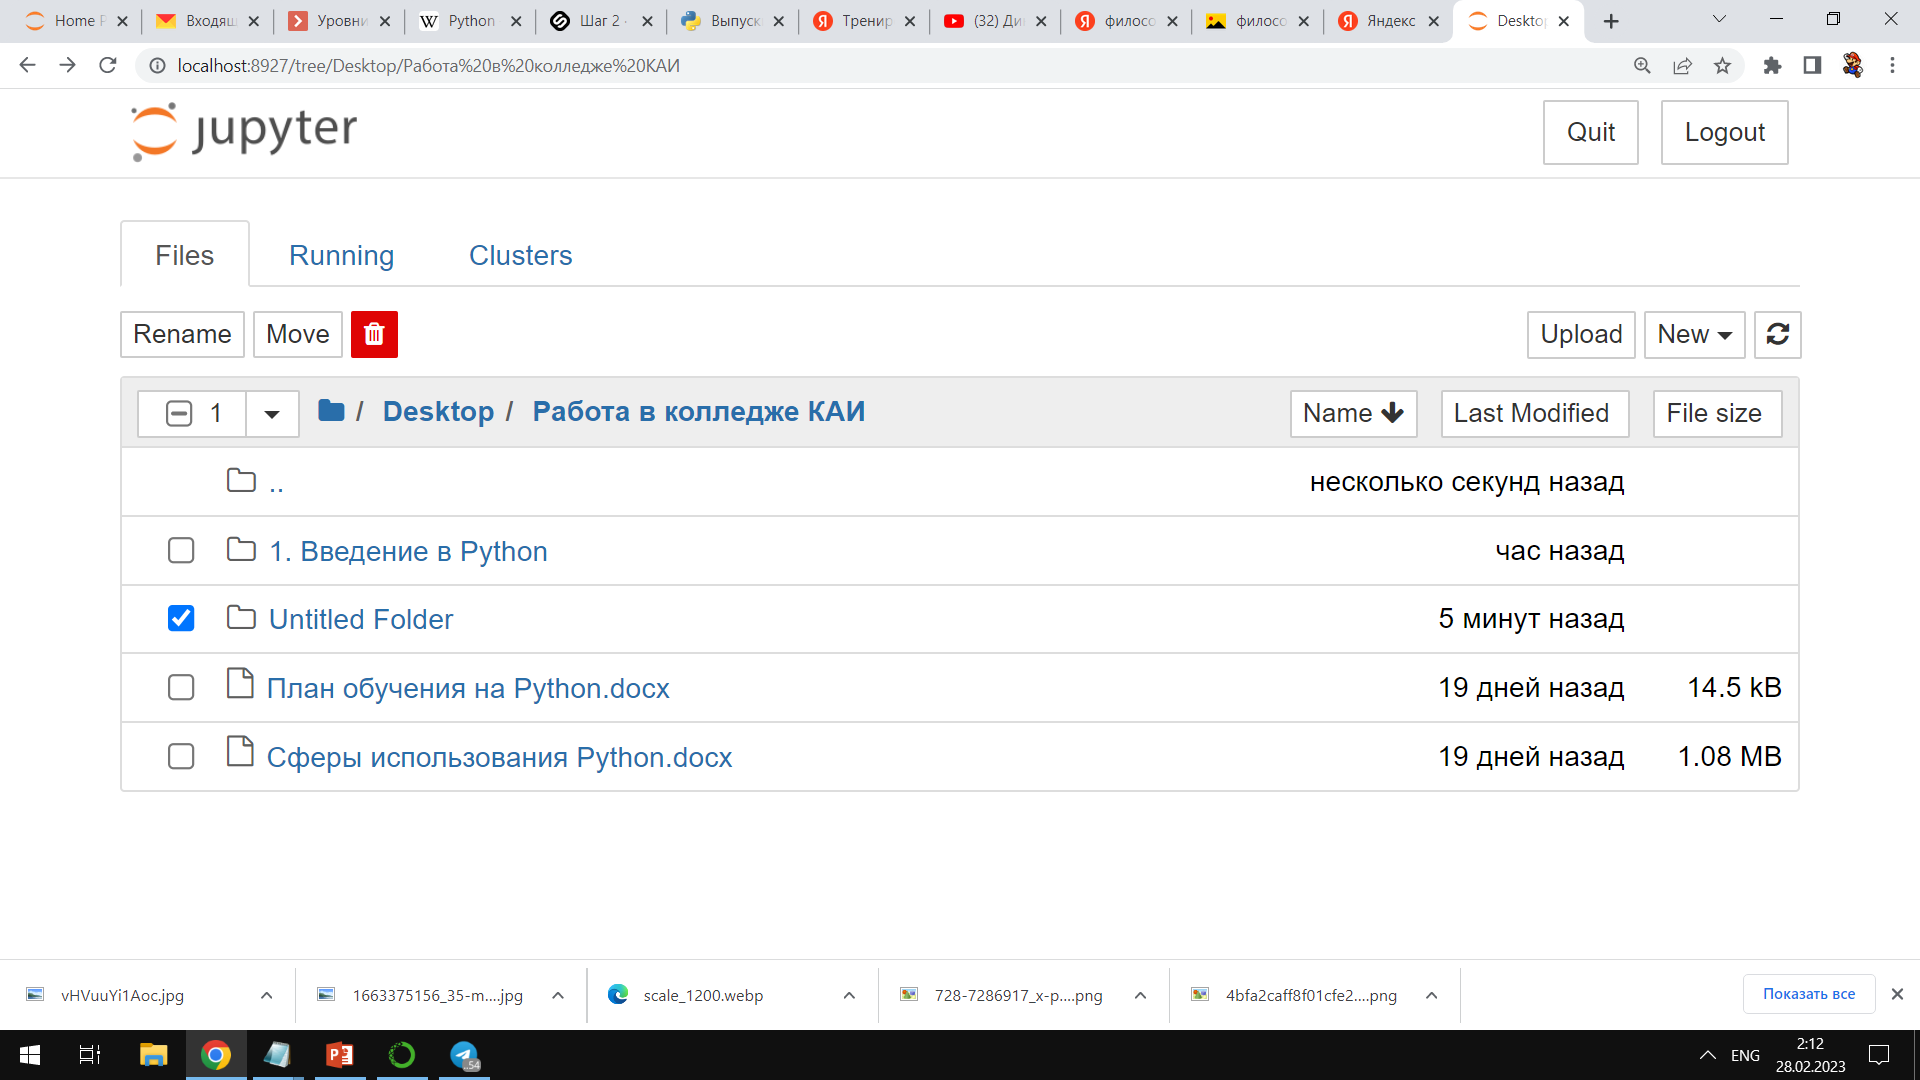 Home P
Входящ
Уровни
Python
Шаг 2 -
Выпуск
Тренир
(32) Ди
филосо
филосо
Яндекс
Deskto
localhost:8927/tree/Desktop/Работа%20в%20колледже%20КАИ
jupyter
Quit
Logout
Files
Running
Clusters
Rename
Move
Upload
New
1
/ Desktop / Работа в колледже КАИ
Name
Last Modified
File size
..
несколько секунд назад
1. Введение в Python
час назад
Untitled Folder
5 минут назад
План обучения на Python.docx
19 дней назад
14.5 kB
Сферы использования Python.docx
19 дней назад
1.08 MB
vHVuuYi1Aoc.jpg
1663375156_35-m....jpg
scale_1200.webp
728-7286917_x-p....png
4bfa2caff8f01cfe2....png
Показать все
..54
ENG
2:12
28.02.2023